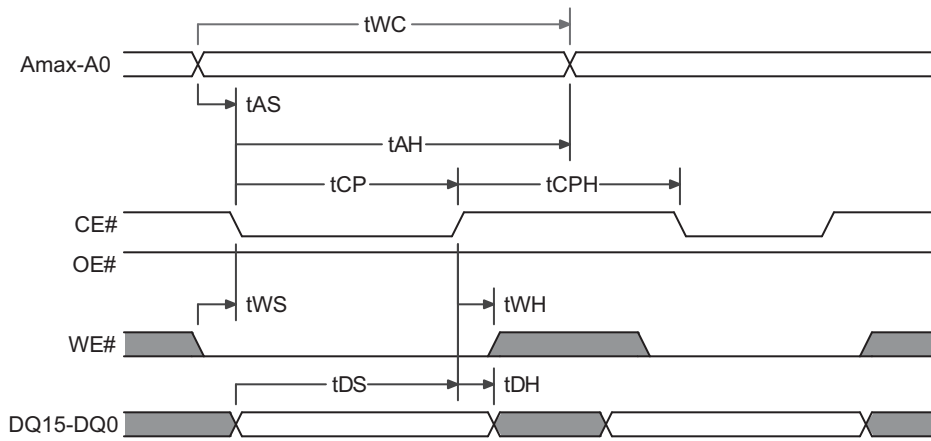 tWC
Amax-A0
tAS
tAH
tCP tCPH
CE#
OE#
tWS tWH
WE#
tDS tDH
DQ15-DQ0